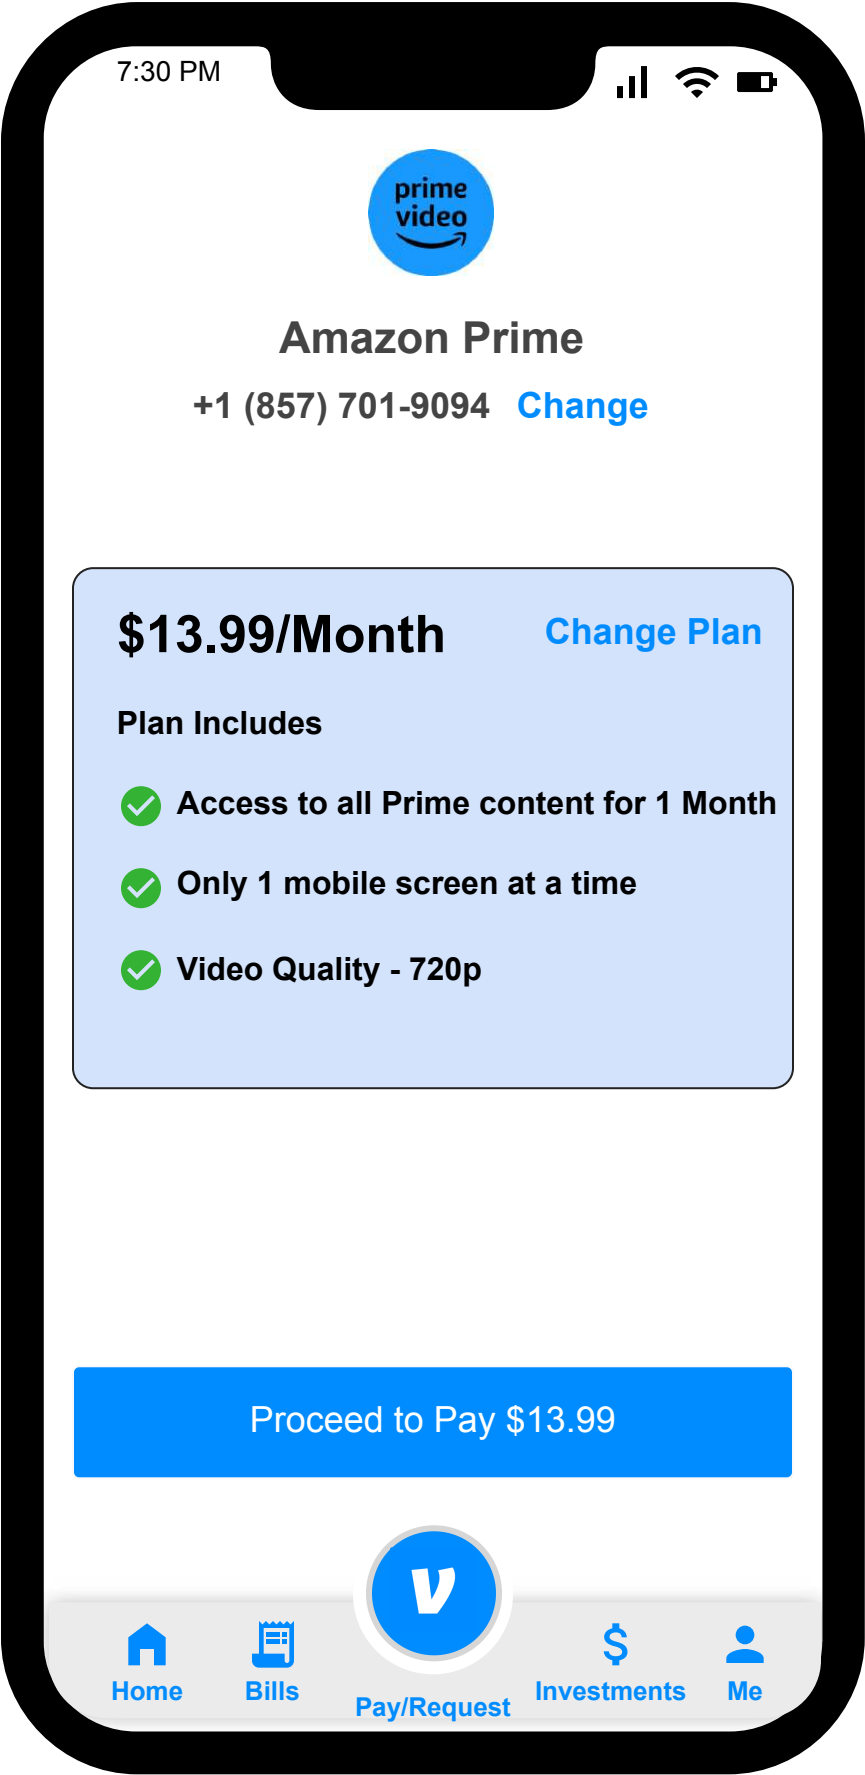 7:30 PM
prime
video
Amazon Prime
+1 (857) 701-9094 Change
$13.99/Month Change Plan
Plan Includes
Access to all Prime content for 1 Month
Only 1 mobile screen at a time
Video Quality - 720p
Proceed to Pay $13.99
V
$
Home Bills Pay/Request Investments Me